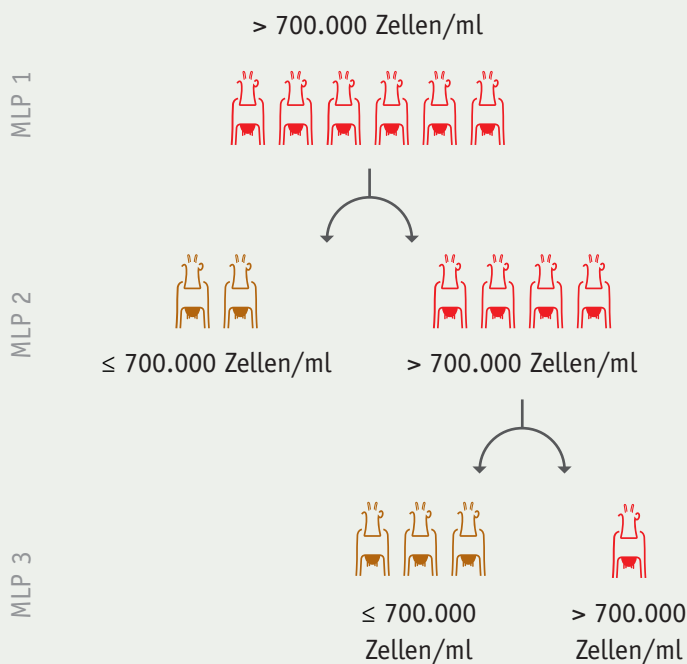 > 700.000 Zellen/ml
MLP 1
MLP 2
≤ 700.000 Zellen/ml
> 700.000 Zellen/ml
MLP 3
≤ 700.000
Zellen/ml
> 700.000
Zellen/ml